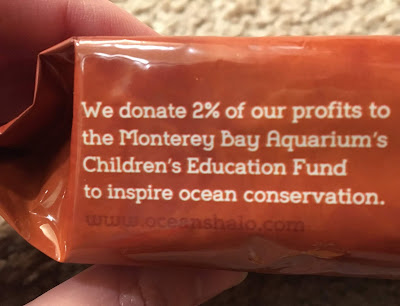 We donate 2% of our profits to
the Monterey Bay Aquarium's
Children's Education Fund
to inspire ocean conservation.
www.oceanshalo.com